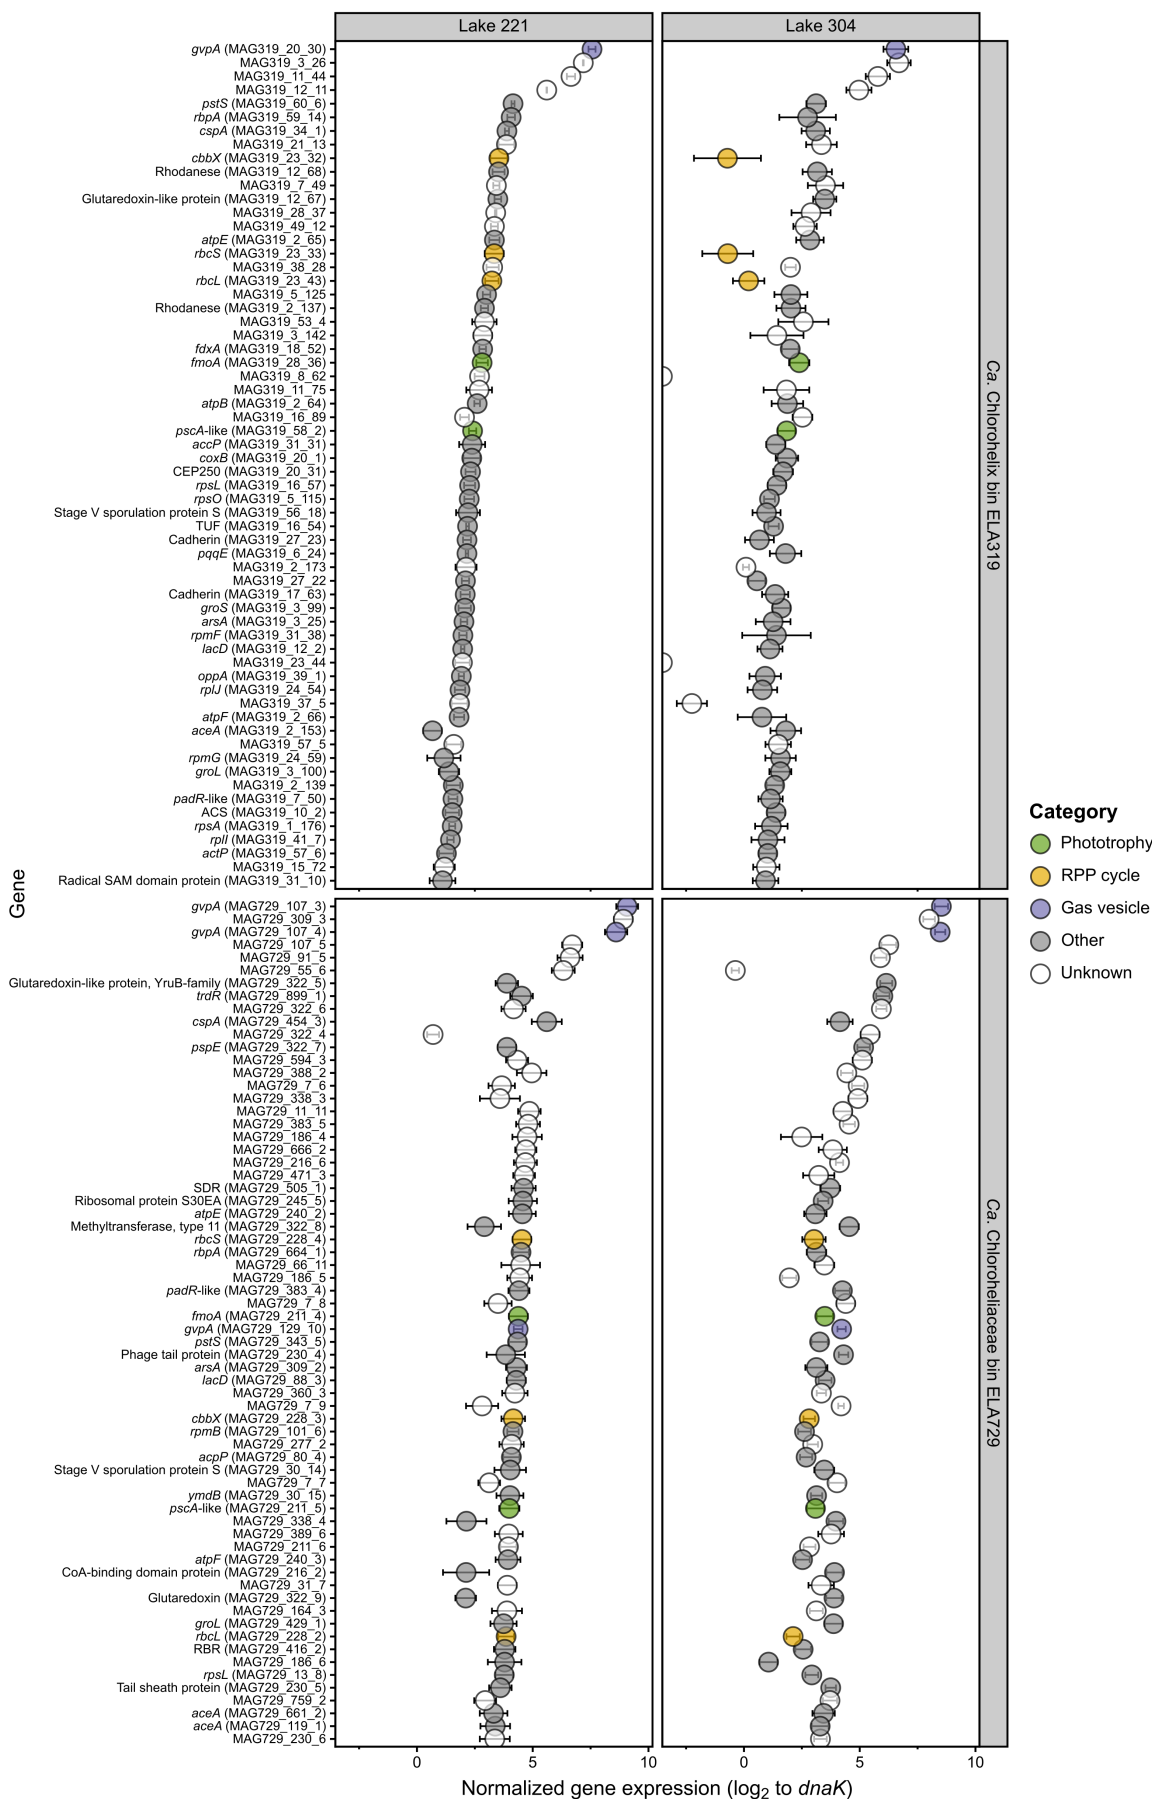 Lake 221
Lake 304
gvpA (MAG319_20_30)
MAG319_3_26
MAG319_11_44
MAG319_12_11
pstS (MAG319_60_6)
rbpA (MAG319_59_14)
cspA (MAG319_34_1)
MAG319_21_13
cbbX (MAG319_23_32)
Rhodanese (MAG319_12_68)
MAG319_7_49
Glutaredoxin-like protein (MAG319_12_67)
MAG319_28_37
MAG319_49_12
atpE (MAG319_2_65)
rbcS (MAG319_23_33)
MAG319_38_28
rbcL (MAG319_23_43)
MAG319_5_125
Rhodanese (MAG319_2_137)
MAG319_53_4
MAG319_3_142
fdxA (MAG319_18_52)
fmoA (MAG319_28_36)
MAG319_8_62
MAG319_11_75
atpB (MAG319_2_64)
MAG319_16_89
pscA-like (MAG319_58_2)
accP (MAG319_31_31)
coxB (MAG319_20_1)
CEP250 (MAG319_20_31)
rpsL (MAG319_16_57)
rpsO (MAG319_5_115)
Stage V sporulation protein S (MAG319_56_18)
TUF (MAG319_16_54)
Cadherin (MAG319_27_23)
pqqE (MAG319_6_24)
MAG319_2_173
MAG319_27_22
Cadherin (MAG319_17_63)
groS (MAG319_3_99)
arsA (MAG319_3_25)
rpmF (MAG319_31_38)
lacD (MAG319_12_2)
MAG319_23_44
oppA (MAG319_39_1)
rplJ (MAG319_24_54)
MAG319_37_5
atpF (MAG319_2_66)
aceA (MAG319_2_153)
MAG319_57_5
rpmG (MAG319_24_59)
groL (MAG319_3_100)
MAG319_2_139
padR-like (MAG319_7_50)
ACS (MAG319_10_2)
rpsA (MAG319_1_176)
rplI (MAG319_41_7)
actP (MAG319_57_6)
MAG319_15_72
Radical SAM domain protein (MAG319_31_10)
Ca. Chlorohelix bin ELA319
gvpA (MAG729_107_3)
MAG729_309_3
gvpA (MAG729_107_4)
MAG729_107_5
MAG729_91_5
MAG729_55_6
Glutaredoxin-like protein, YruB-family (MAG729_322_5)
trdR (MAG729_899_1)
MAG729_322_6
cspA (MAG729_454_3)
MAG729_322_4
pspE (MAG729_322_7)
MAG729_594_3
MAG729_388_2
MAG729_7_6
MAG729_338_3
MAG729_11_11
MAG729_383_5
MAG729_186_4
MAG729_666_2
MAG729_216_6
MAG729_471_3
SDR (MAG729_505_1)
Ribosomal protein S30EA (MAG729_245_5)
atpE (MAG729_240_2)
Methyltransferase, type 11 (MAG729_322_8)
rbcS (MAG729_228_4)
rbpA (MAG729_664_1)
MAG729_66_11
MAG729_186_5
padR-like (MAG729_383_4)
MAG729_7_8
fmoA (MAG729_211_4)
gvpA (MAG729_129_10)
pstS (MAG729_343_5)
Phage tail protein (MAG729_230_4)
arsA (MAG729_309_2)
lacD (MAG729_88_3)
MAG729_360_3
MAG729_7_9
cbbX (MAG729_228_3)
rpmB (MAG729_101_6)
MAG729_277_2
acpP (MAG729_80_4)
Stage V sporulation protein S (MAG729_30_14)
MAG729_7_7
ymdB (MAG729_30_15)
pscA-like (MAG729_211_5)
MAG729_338_4
MAG729_389_6
MAG729_211_6
atpF (MAG729_240_3)
CoA-binding domain protein (MAG729_216_2)
MAG729_31_7
Glutaredoxin (MAG729_322_9)
MAG729_164_3
groL (MAG729_429_1)
rbcL (MAG729_228_2)
RBR (MAG729_416_2)
MAG729_186_6
rpsL (MAG729_13_8)
Tail sheath protein (MAG729_230_5)
MAG729_759_2
aceA (MAG729_661_2)
aceA (MAG729_119_1)
MAG729_230_6
Ca. Chloroheliaceae bin ELA729
Gene
0 5 10
0 5 10
Normalized gene expression (log2 to dnaK)
Category
Phototrophy
RPP cycle
Gas vesicle
Other
Unknown